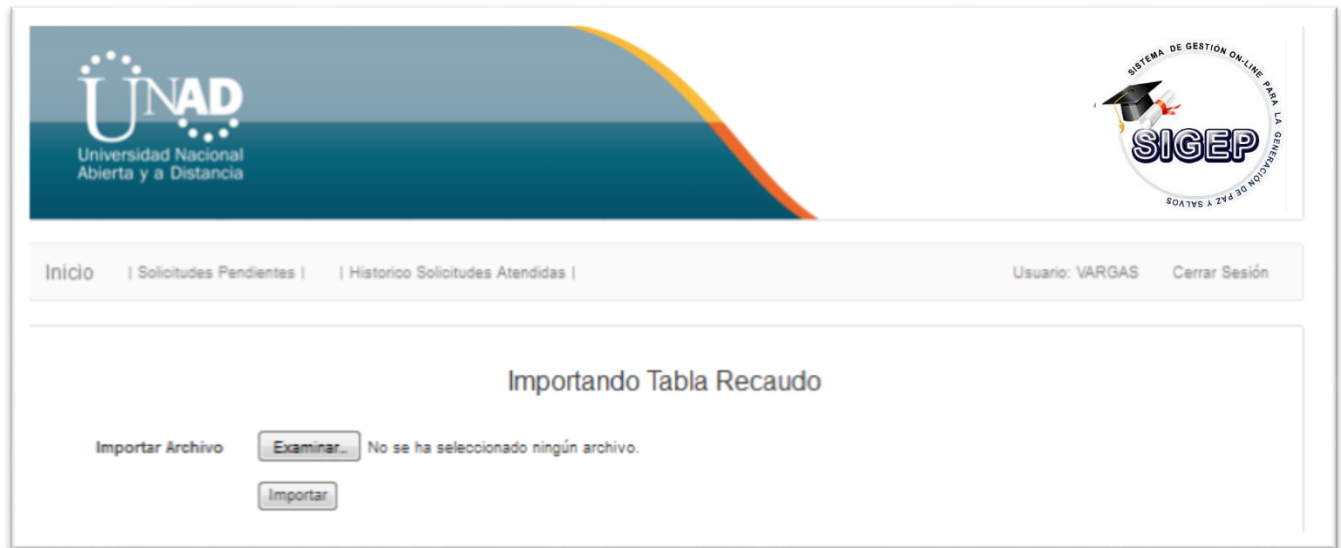 UNAD
Universidad Nacional
Abierta y a Distancia
SISTEMA DE GESTIÓN ON-LINE PARA LA GENERACIÓN DE PAZ Y SALVOS
SIGEP
Inicio | Solicitudes Pendientes | | Historico Solicitudes Atendidas | Usuario: VARGAS Cerrar Sesión
Importando Tabla Recaudo
Importar Archivo Examinar... No se ha seleccionado ningún archivo.
Importar